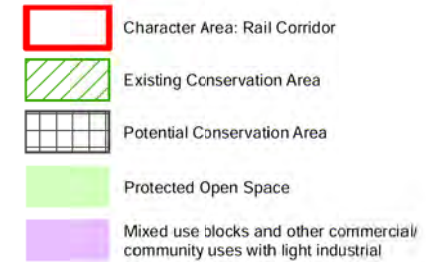 Character Area: Rail Corridor
Existing Conservation Area
Potential Conservation Area
Protected Open Space
Mixed use blocks and other commercial/
community uses with light industrial